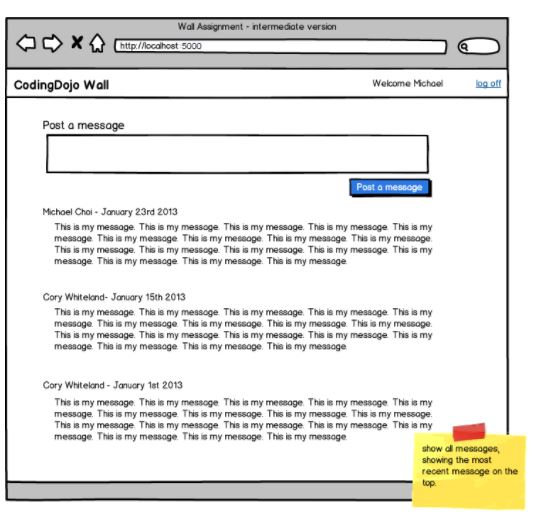 Wall Assignment - intermediate version
http://localhost:5000
CodingDojo Wall
Welcome Michael
log off
Post a message
Post a message
Michael Choi - January 23rd 2013
This is my message. This is my message. This is my message. This is my message. This is my
message. This is my message. This is my message. This is my message. This is my message.
This is my message. This is my message. This is my message. This is my message. This is my
message. This is my message. This is my message. This is my message.
Cory Whiteland- January 15th 2013
This is my message. This is my message. This is my message. This is my message. This is my
message. This is my message. This is my message. This is my message. This is my message.
This is my message. This is my message. This is my message. This is my message. This is my
message. This is my message. This is my message. This is my message.
Cory Whiteland - January 1st 2013
This is my message. This is my message. This is my message. This is my message. This is my
message. This is my message. This is my message. This is my message. This is my message.
This is my message. This is my message. This is my message. This is my message. This is my
message. This is my message. This is my message. This is my message.
show all messages,
showing the most
recent message on the
top.